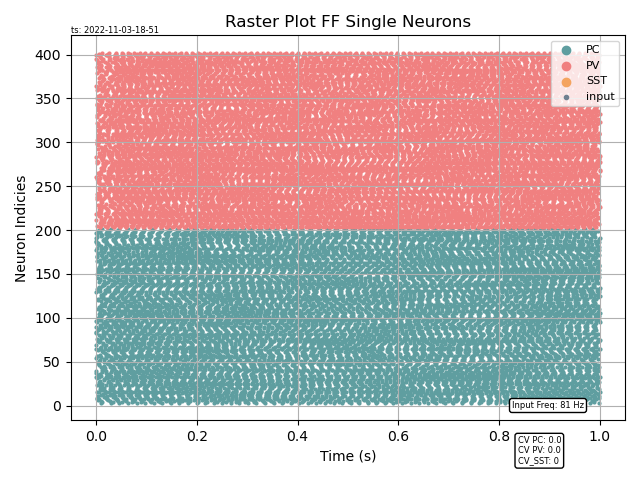 Raster Plot FF Single Neurons
ts: 2022-11-03-18-51
PC
PV
SST
input
400
350
300
250
200
150
100
50
0
Neuron Indicies
Input Freq: 81 Hz
0.0 0.2 0.4 0.6 0.8 1.0
Time (s)
CV PC: 0.0
CV PV: 0.0
CV_SST: 0